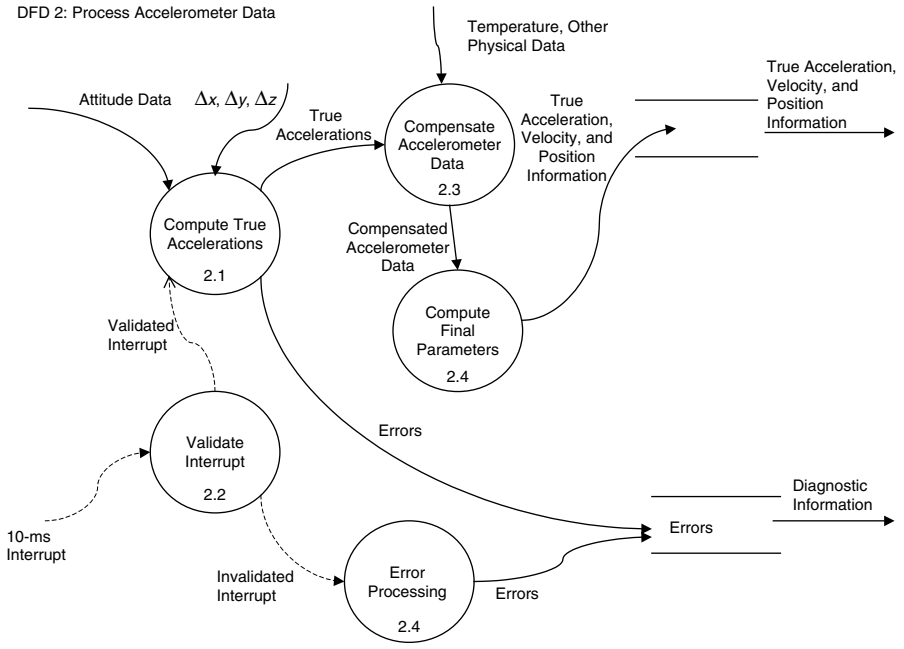 DFD 2: Process Accelerometer Data
Temperature, Other
Physical Data
Attitude Data
Δx, Δy, Δz
True
Accelerations
Compensate
Accelerometer
Data
2.3
True
Acceleration,
Velocity, and
Position
Information
True Acceleration,
Velocity, and
Position
Information
Compute True
Accelerations
2.1
Compensated
Accelerometer
Data
Compute
Final
Parameters
2.4
Validated
Interrupt
Validate
Interrupt
2.2
Errors
10-ms
Interrupt
Invalidated
Interrupt
Error
Processing
2.4
Errors
Errors
Diagnostic
Information